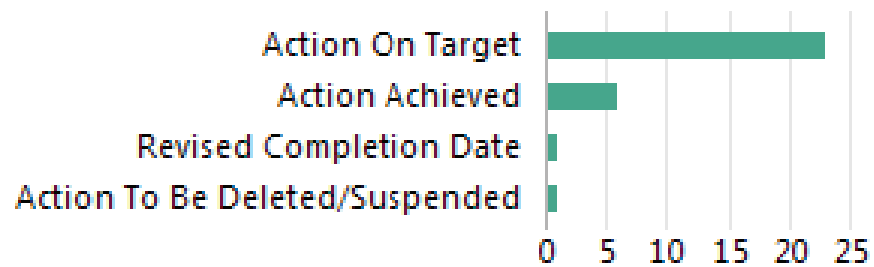 Action On Target
Action Achieved
Revised Completion Date
Action To Be Deleted/Suspended
0 5 10 15 20 25